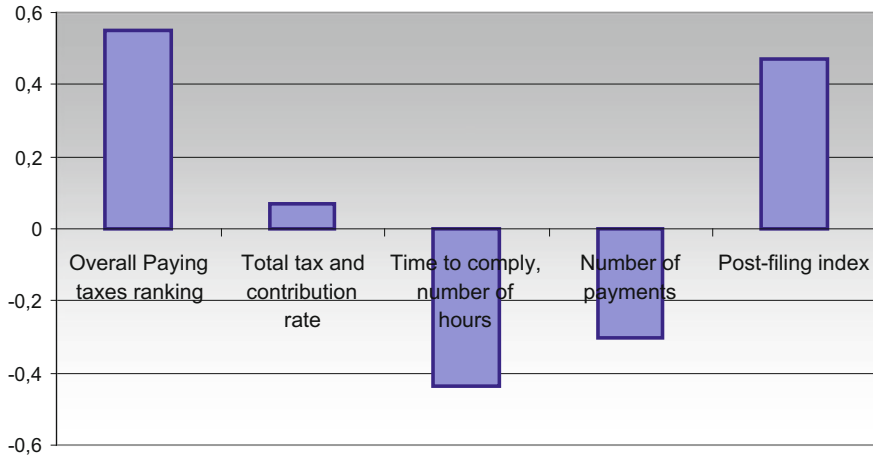 0,6
0,4
0,2
0
-0,2
-0,4
-0,6
Overall Paying
taxes ranking
Total tax and
contribution
rate
Time to comply,
number of
hours
Number of
payments
Post-filing index